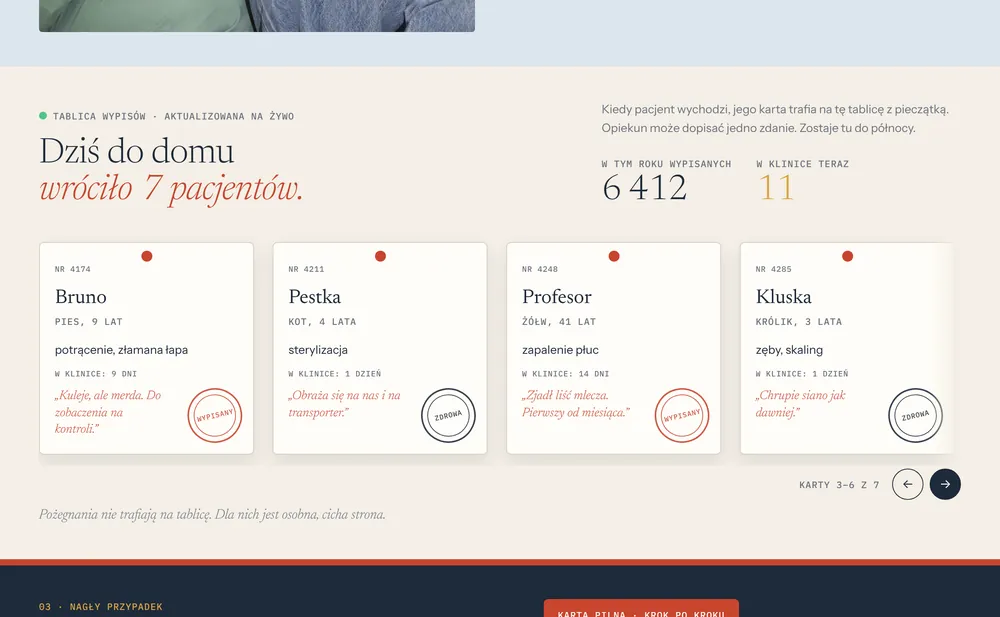 TABLICA WYPISÓW · AKTUALIZOWANA NA ŻYWO
Dziś do domu
wróciło 7 pacjentów.
Kiedy pacjent wychodzi, jego karta trafia na tę tablicę z pieczątką.
Opiekun może dopisać jedno zdanie. Zostaje tu do północy.
W TYM ROKU WYPISANYCH
6 412
W KLINICE TERAZ
11
NR 4174
Bruno
PIES, 9 LAT
potrącenie, złamana łapa
W KLINICE: 9 DNI
„Kuleje, ale merda. Do
zobaczenia na
kontroli.”
WYPISANY
NR 4211
Pestka
KOT, 4 LATA
sterylizacja
W KLINICE: 1 DZIEŃ
„Obraża się na nas i na
transporter.”
ZDROWA
NR 4248
Profesor
ŻÓŁW, 41 LAT
zapalenie płuc
W KLINICE: 14 DNI
„Zjadł liść mlecza.
Pierwszy od miesiąca.”
WYPISANY
NR 4285
Kluska
KRÓLIK, 3 LATA
zęby, skaling
W KLINICE: 1 DZIEŃ
„Chrupie siano jak
dawniej.”
ZDROWA
KARTY 3–6 Z 7
Pożegnania nie trafiają na tablicę. Dla nich jest osobna, cicha strona.
03 · NAGŁY PRZYPADEK
KARTA PILNA · KROK PO KROKU